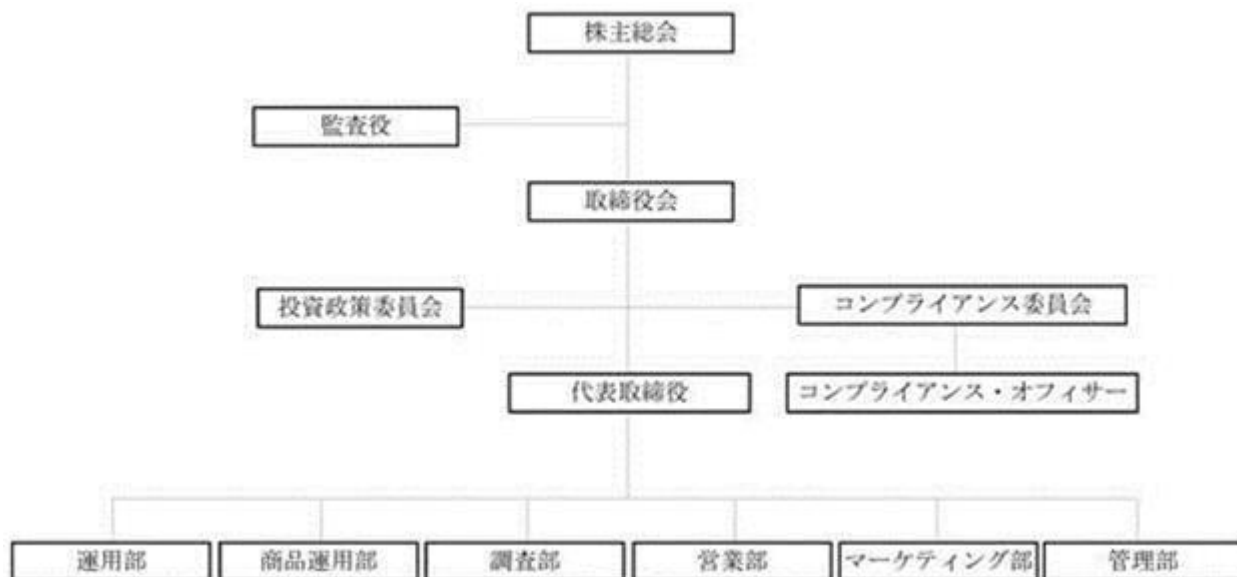 株主総会
監査役
取締役会
投資政策委員会
コンプライアンス委員会
代表取締役
コンプライアンス・オフィサー
運用部
商品運用部
調査部
営業部
マーケティング部
管理部